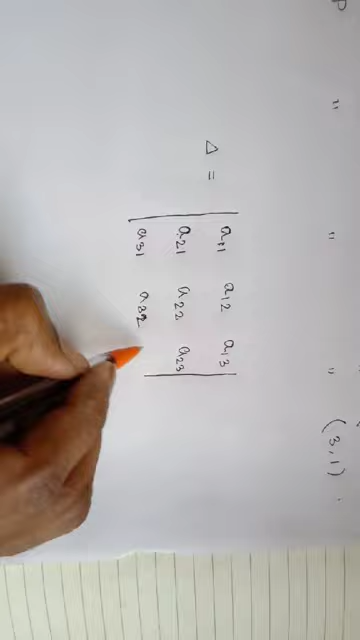 " " " (3,1).
Δ = | a11 a12 a13 |
| a21 a22 a23 |
| a31 a32